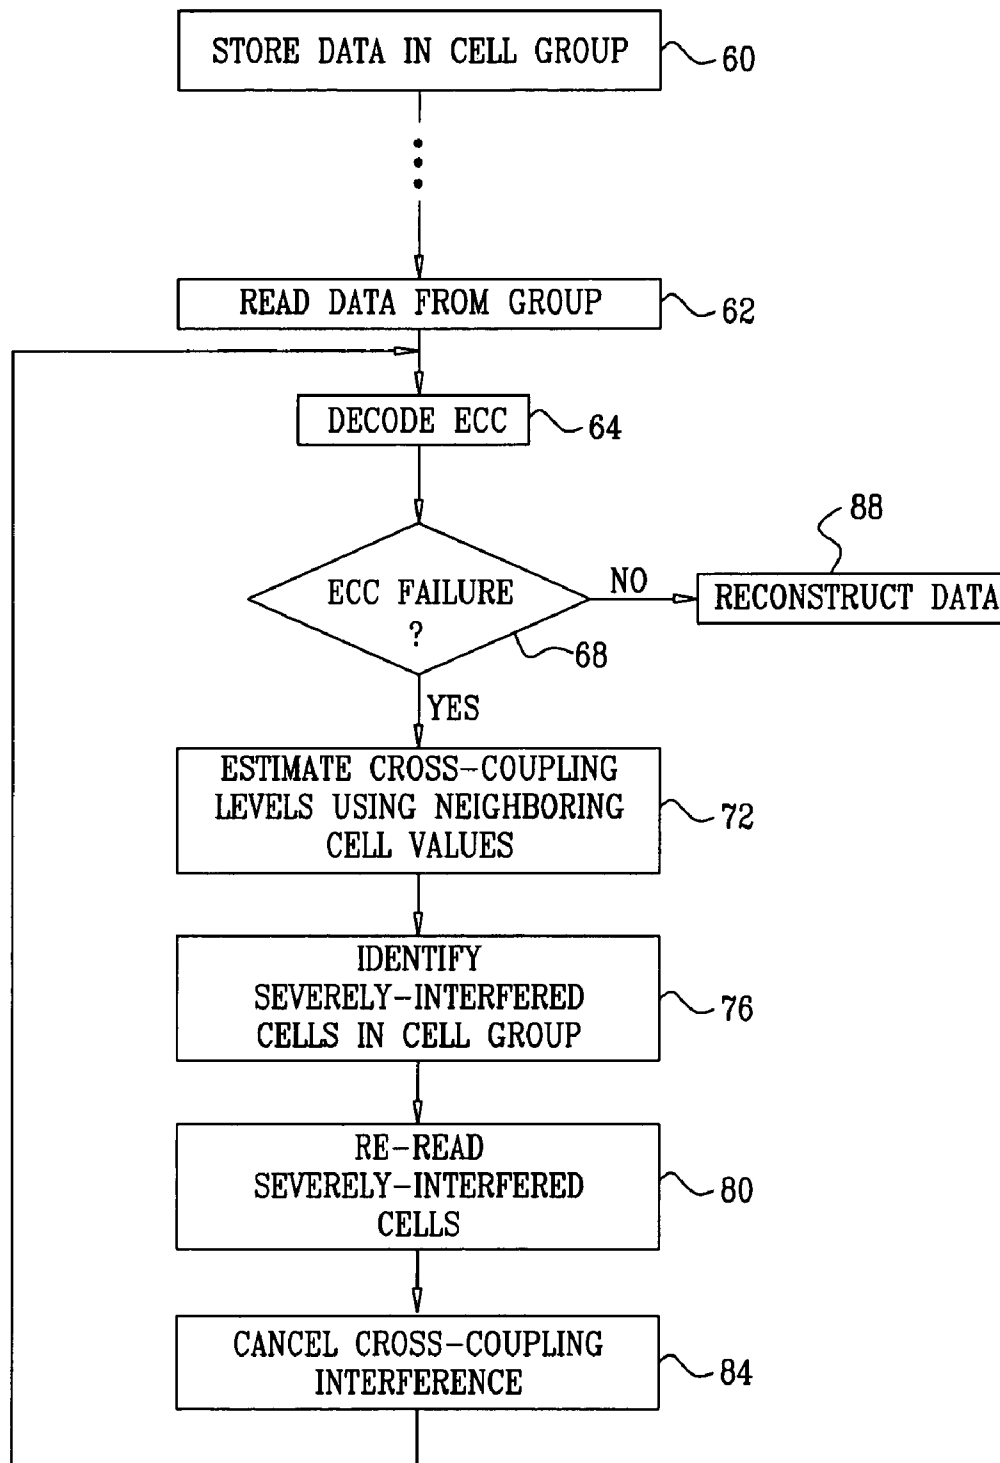 STORE DATA IN CELL GROUP
60
READ DATA FROM GROUP
62
DECODE ECC
64
88
ECC FAILURE
?
68
NO
RECONSTRUCT DATA
YES
ESTIMATE CROSS-COUPLING
LEVELS USING NEIGHBORING
CELL VALUES
72
IDENTIFY
SEVERELY-INTERFERED
CELLS IN CELL GROUP
76
RE-READ
SEVERELY-INTERFERED
CELLS
80
CANCEL CROSS-COUPLING
INTERFERENCE
84